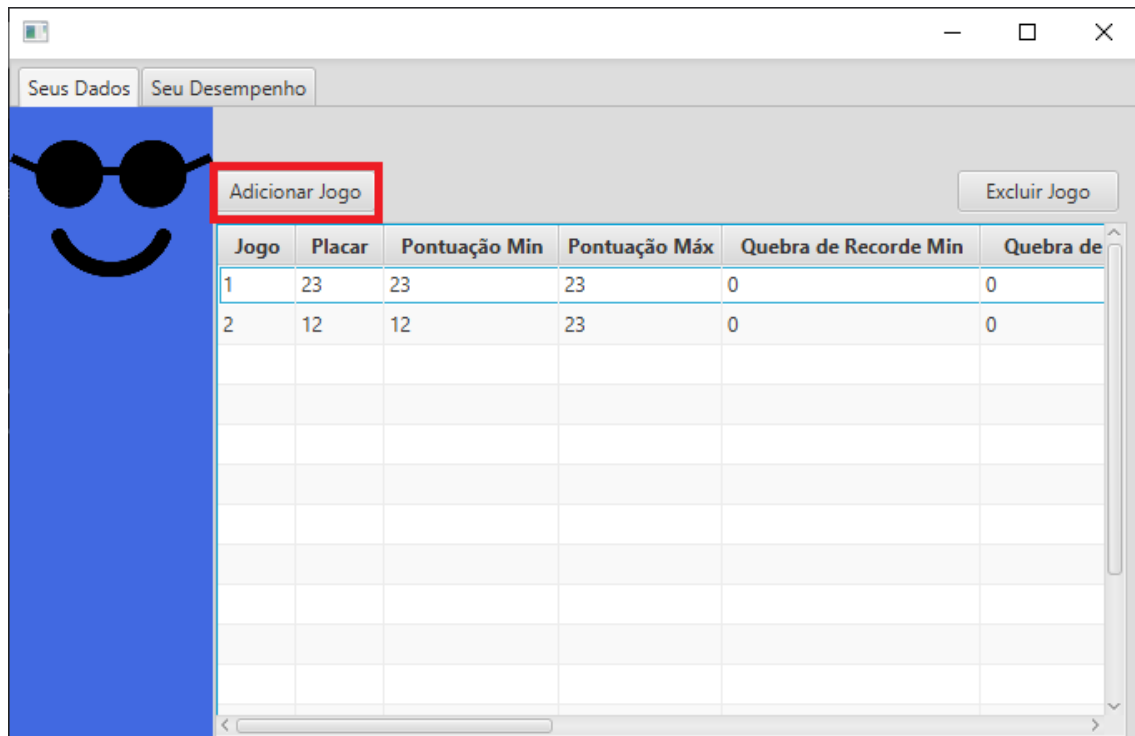 Seus Dados Seu Desempenho
Adicionar Jogo Excluir Jogo
Jogo Placar Pontuação Min Pontuação Máx Quebra de Recorde Min Quebra de
1 23 23 23 0 0
2 12 12 23 0 0